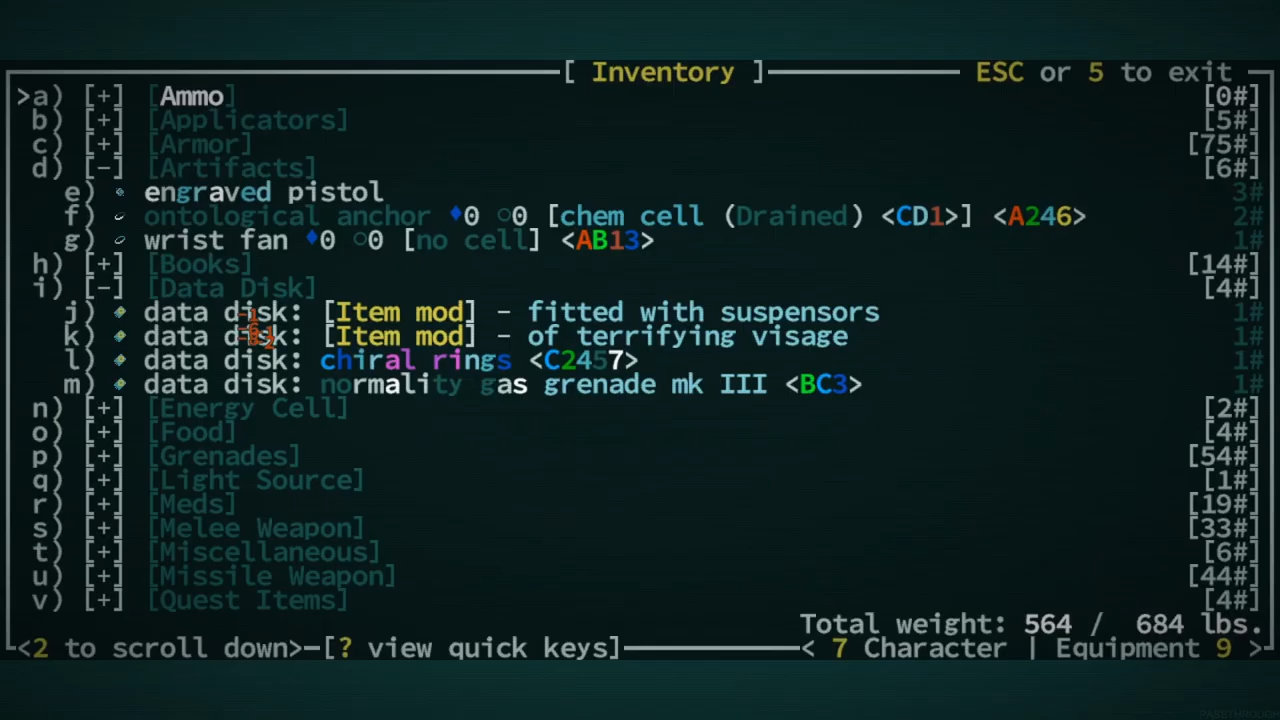 [ Inventory ] ESC or 5 to exit
>a) [+] [Ammo] [0#]
b) [+] [Applicators] [5#]
c) [+] [Armor] [75#]
d) [-] [Artifacts] [6#]
e) engraved pistol 3#
f) ontological anchor ♦0 ○0 [chem cell (Drained) <CD1>] <A246> 2#
g) wrist fan ♦0 ○0 [no cell] <AB13> 1#
h) [+] [Books] [14#]
i) [-] [Data Disk] [4#]
j) data disk: [Item mod] - fitted with suspensors 1#
k) data disk: [Item mod] - of terrifying visage 1#
l) data disk: chiral rings <C2457> 1#
m) data disk: normality gas grenade mk III <BC3> 1#
n) [+] [Energy Cell] [2#]
o) [+] [Food] [4#]
p) [+] [Grenades] [54#]
q) [+] [Light Source] [1#]
r) [+] [Meds] [19#]
s) [+] [Melee Weapon] [33#]
t) [+] [Miscellaneous] [6#]
u) [+] [Missile Weapon] [44#]
v) [+] [Quest Items] [4#]
Total weight: 564 / 684 lbs.
<2 to scroll down> [? view quick keys] < 7 Character | Equipment 9 >